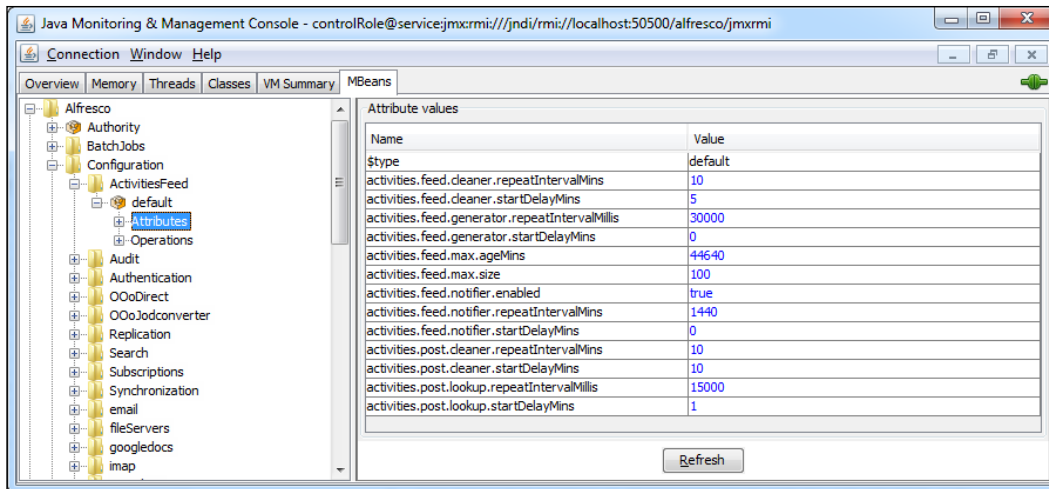 Java Monitoring & Management Console - controlRole@service:jmx:rmi:///jndi/rmi://localhost:50500/alfresco/jmxrmi
Connection Window Help
Overview Memory Threads Classes VM Summary MBeans
Alfresco
Authority
BatchJobs
Configuration
ActivitiesFeed
default
Attributes
Operations
Audit
Authentication
OOoDirect
OOoJodconverter
Replication
Search
Subscriptions
Synchronization
email
fileServers
googledocs
imap
Attribute values
Name Value
$type default
activities.feed.cleaner.repeatIntervalMins 10
activities.feed.cleaner.startDelayMins 5
activities.feed.generator.repeatIntervalMillis 30000
activities.feed.generator.startDelayMins 0
activities.feed.max.ageMins 44640
activities.feed.max.size 100
activities.feed.notifier.enabled true
activities.feed.notifier.repeatIntervalMins 1440
activities.feed.notifier.startDelayMins 0
activities.post.cleaner.repeatIntervalMins 10
activities.post.cleaner.startDelayMins 10
activities.post.lookup.repeatIntervalMillis 15000
activities.post.lookup.startDelayMins 1
Refresh